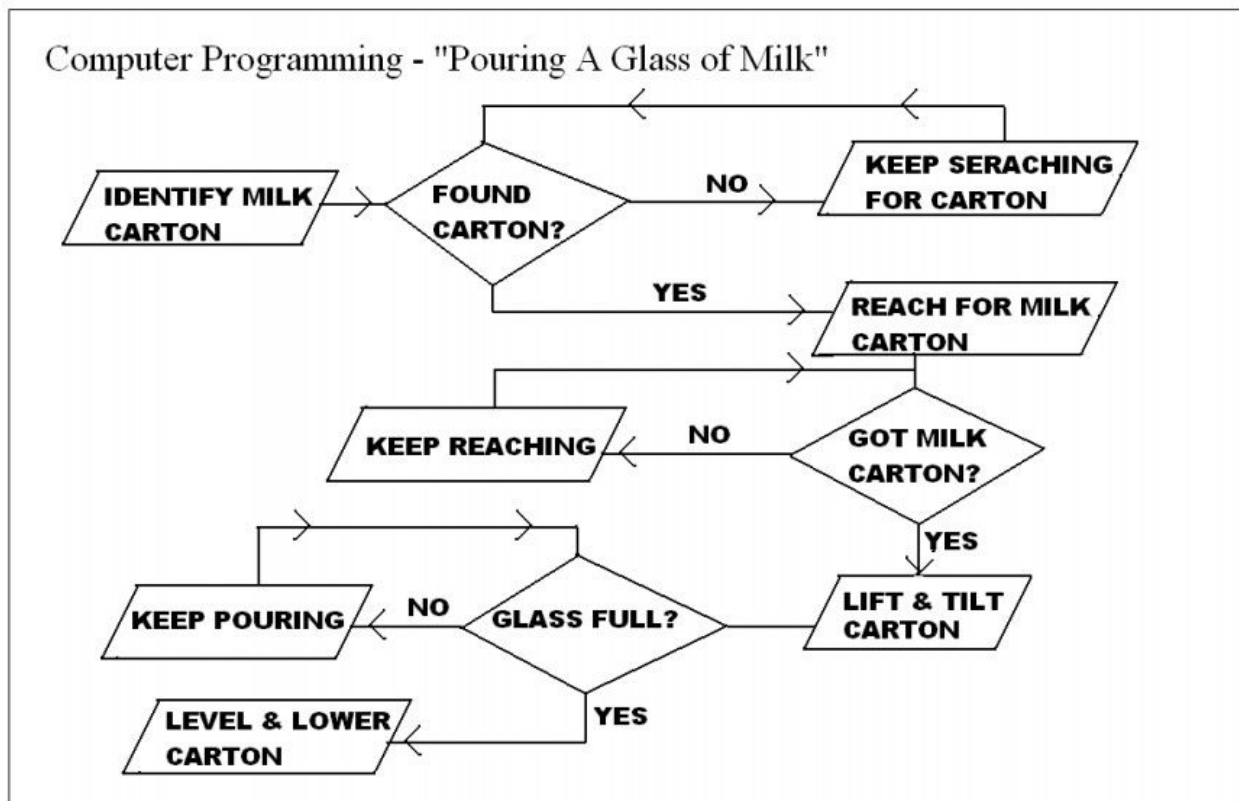 Computer Programming - "Pouring A Glass of Milk"
IDENTIFY MILK
CARTON
FOUND
CARTON?
NO
KEEP SERACHING
FOR CARTON
YES
REACH FOR MILK
CARTON
KEEP REACHING
NO
GOT MILK
CARTON?
YES
LIFT & TILT
CARTON
GLASS FULL?
NO
KEEP POURING
YES
LEVEL & LOWER
CARTON